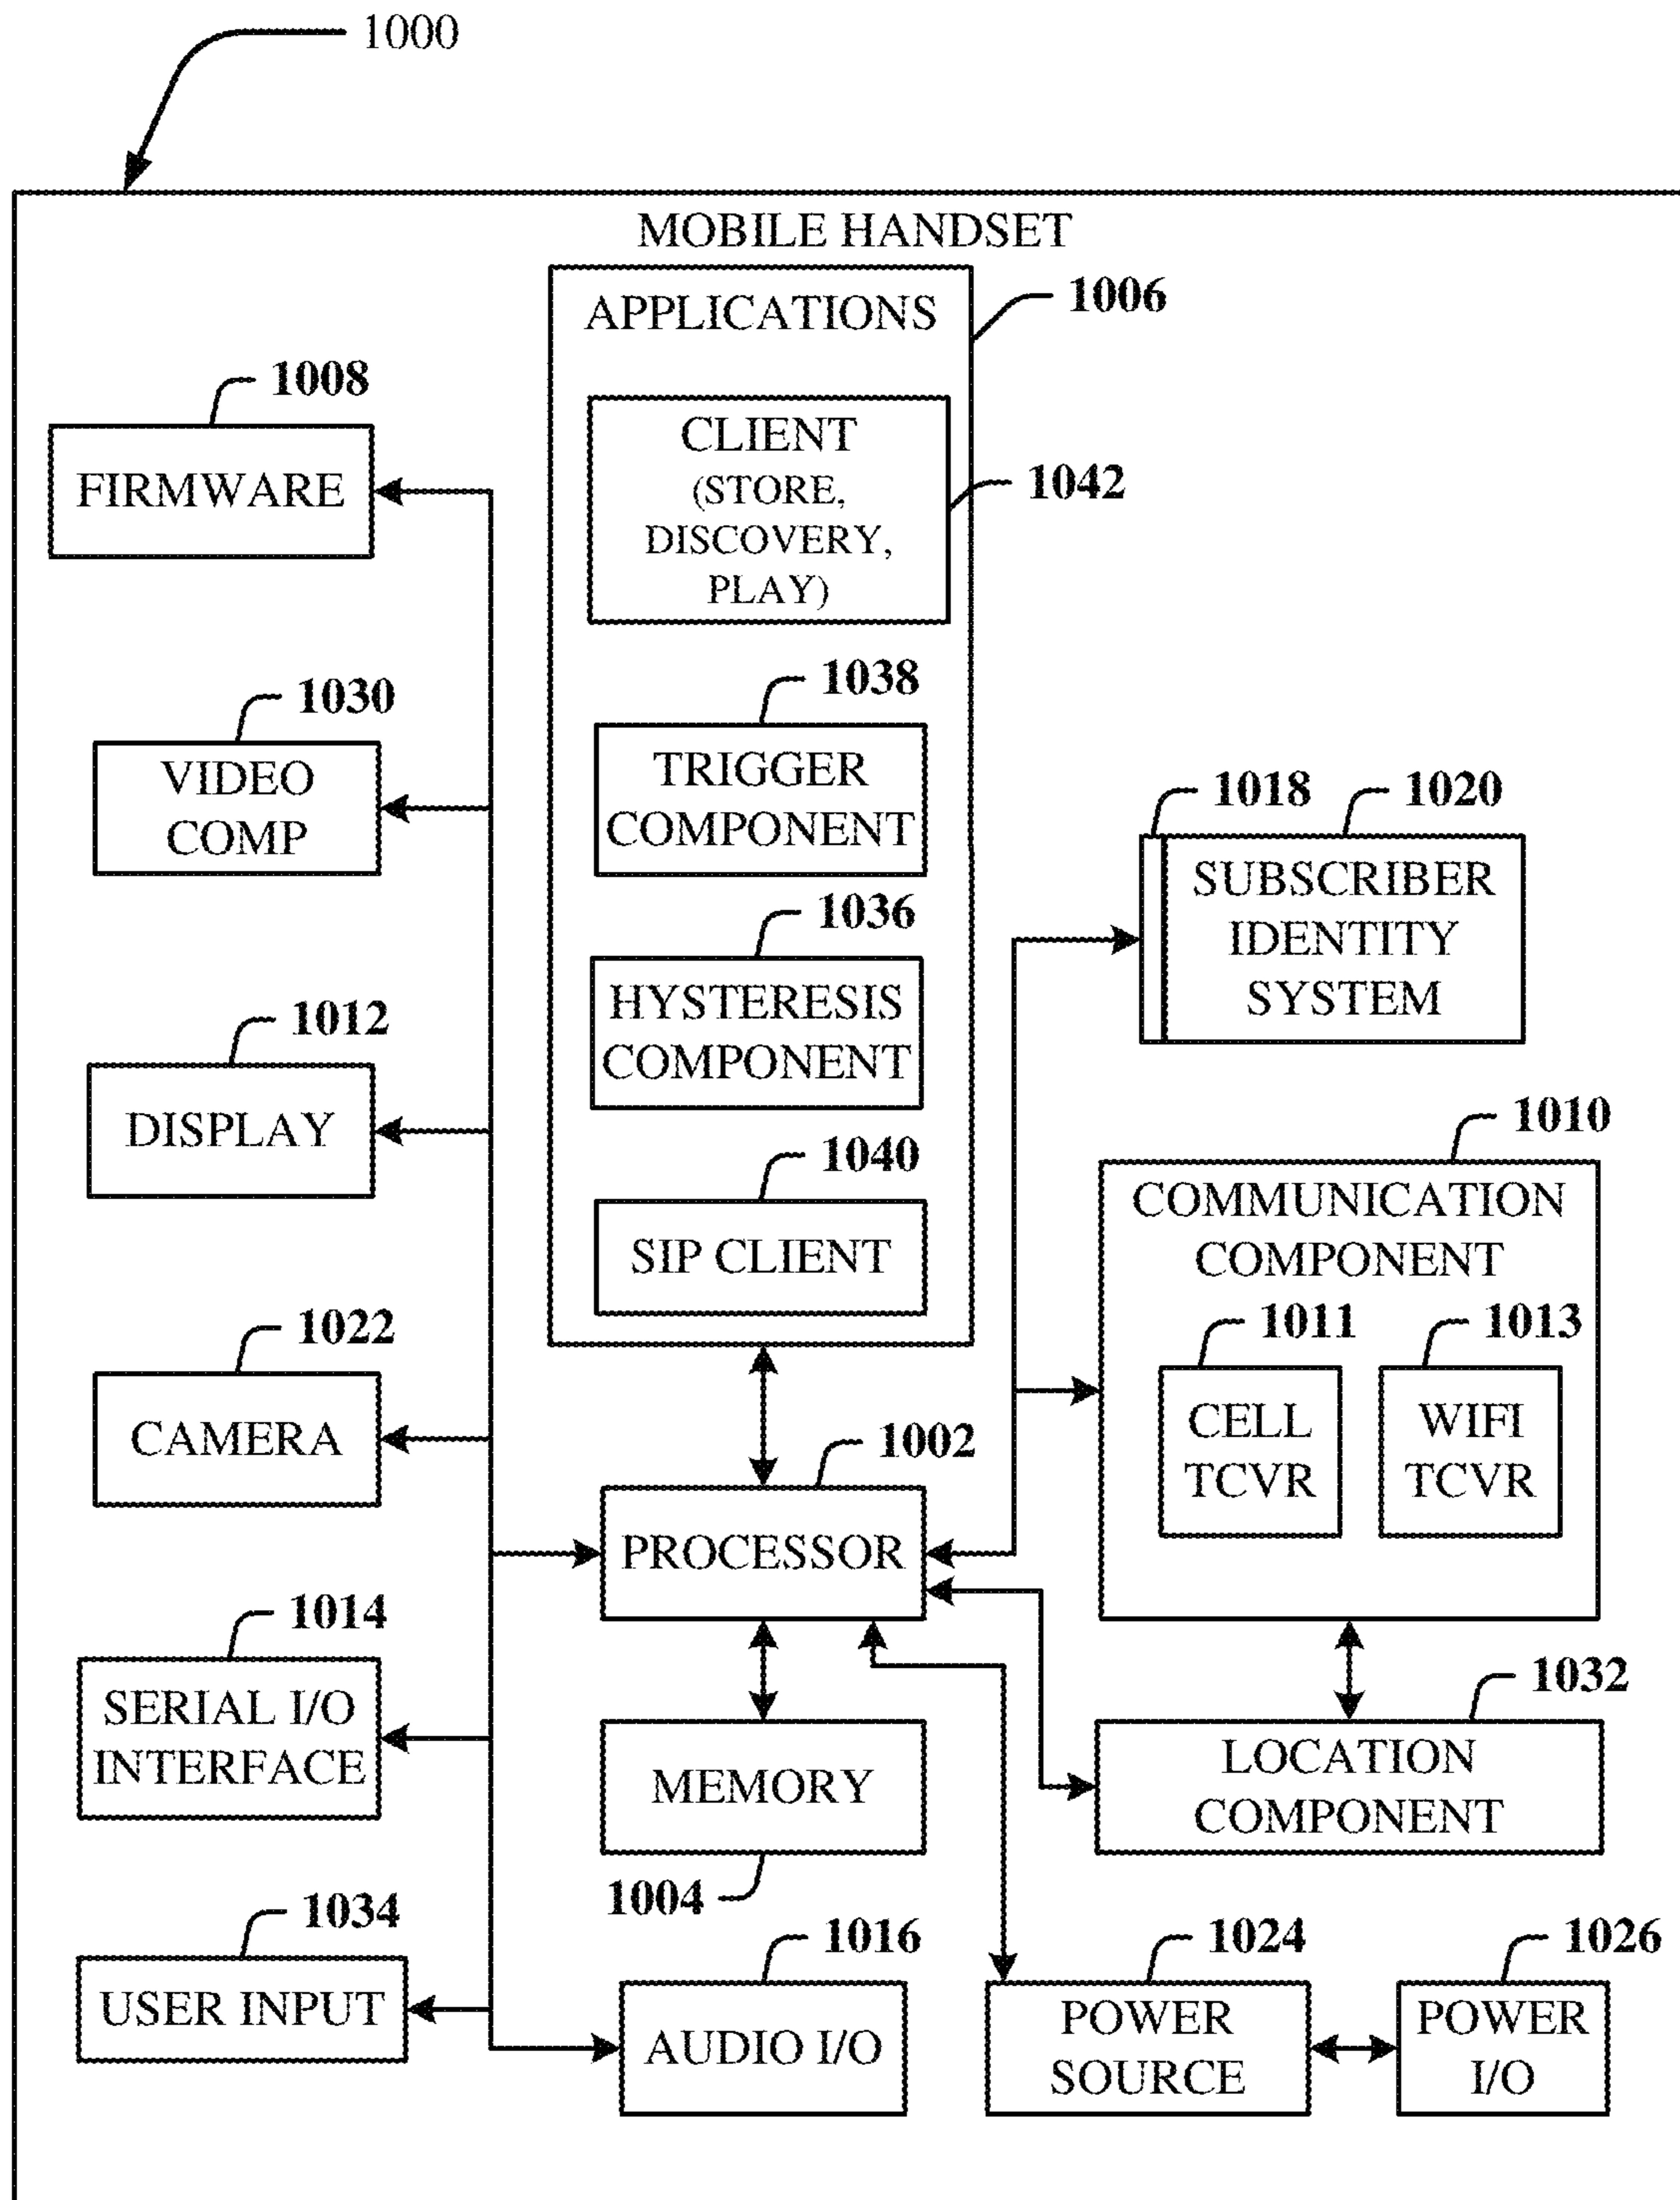 1000
MOBILE HANDSET
APPLICATIONS
1006
1008
FIRMWARE
CLIENT
(STORE,
DISCOVERY,
PLAY)
1042
1030
VIDEO
COMP
1038
TRIGGER
COMPONENT
1018
1020
SUBSCRIBER
IDENTITY
SYSTEM
1036
HYSTERESIS
COMPONENT
1012
DISPLAY
1010
COMMUNICATION
COMPONENT
1011
CELL
TCVR
1013
WIFI
TCVR
1040
SIP CLIENT
1022
CAMERA
1002
PROCESSOR
1014
SERIAL I/O
INTERFACE
1032
LOCATION
COMPONENT
MEMORY
1004
1034
USER INPUT
1016
AUDIO I/O
1024
POWER
SOURCE
1026
POWER
I/O